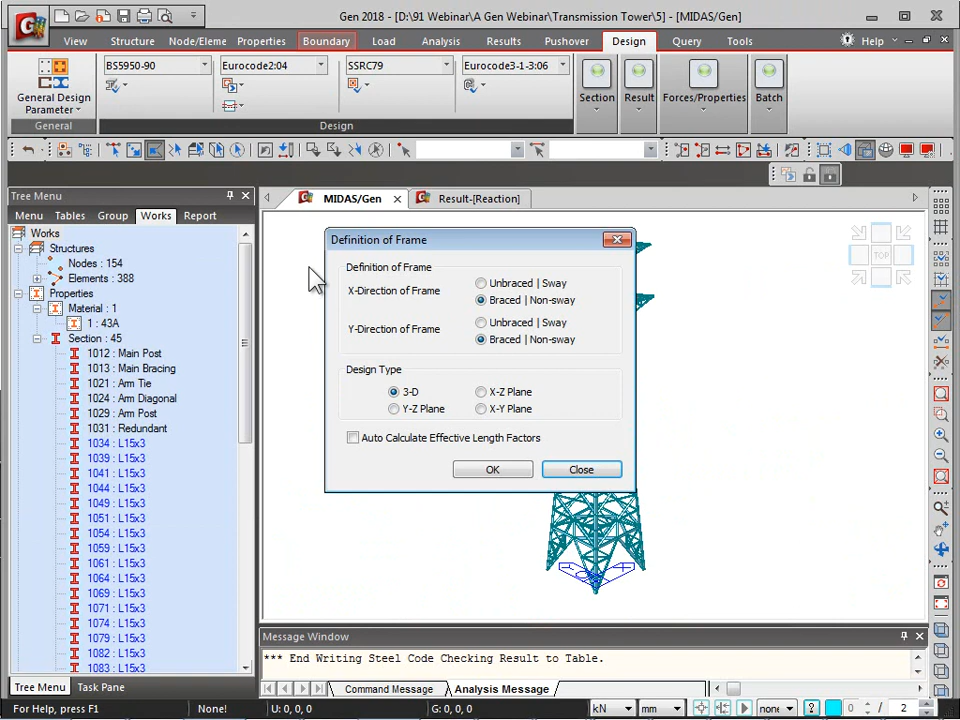 Gen 2018 - [D:\91 Webinar\A Gen Webinar\Transmission Tower\5] - [MIDAS/Gen]
View Structure Node/Eleme Properties Boundary Load Analysis Results Pushover Design Query Tools Help
BS5950-90 Eurocode2:04 SSRC79 Eurocode3-1-3:06
General Design
Parameter
Section Result Forces/Properties Batch
General Design
Tree Menu
MIDAS/Gen Result-[Reaction]
Menu Tables Group Works Report
Works
Structures
Nodes : 154
Elements : 388
Properties
Material : 1
1 : 43A
Section : 45
1012 : Main Post
1013 : Main Bracing
1021 : Arm Tie
1024 : Arm Diagonal
1029 : Arm Post
1031 : Redundant
1034 : L15x3
1039 : L15x3
1041 : L15x3
1044 : L15x3
1049 : L15x3
1051 : L15x3
1054 : L15x3
1059 : L15x3
1061 : L15x3
1064 : L15x3
1069 : L15x3
1071 : L15x3
1074 : L15x3
1079 : L15x3
1082 : L15x3
1083 : L15x3
Tree Menu Task Pane
TOP
Definition of Frame
Definition of Frame
X-Direction of Frame
Unbraced | Sway
Braced | Non-sway
Y-Direction of Frame
Unbraced | Sway
Braced | Non-sway
Design Type
3-D X-Z Plane
Y-Z Plane X-Y Plane
Auto Calculate Effective Length Factors
OK Close
Message Window
*** End Writing Steel Code Checking Result to Table.
Command Message Analysis Message
For Help, press F1 None! U: 0, 0, 0 G: 0, 0, 0 kN mm none 0 / 2